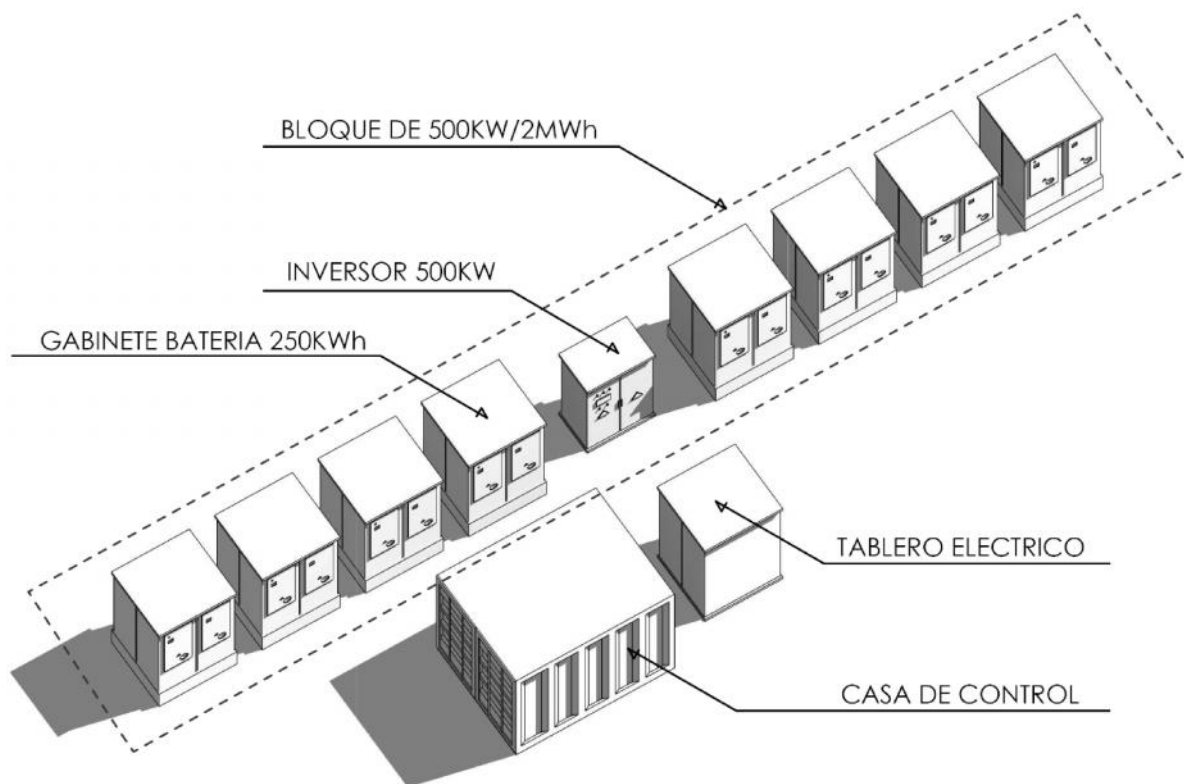 BLOQUE DE 500KW/2MWh
INVERSOR 500KW
GABINETE BATERIA 250KWh
TABLERO ELECTRICO
CASA DE CONTROL